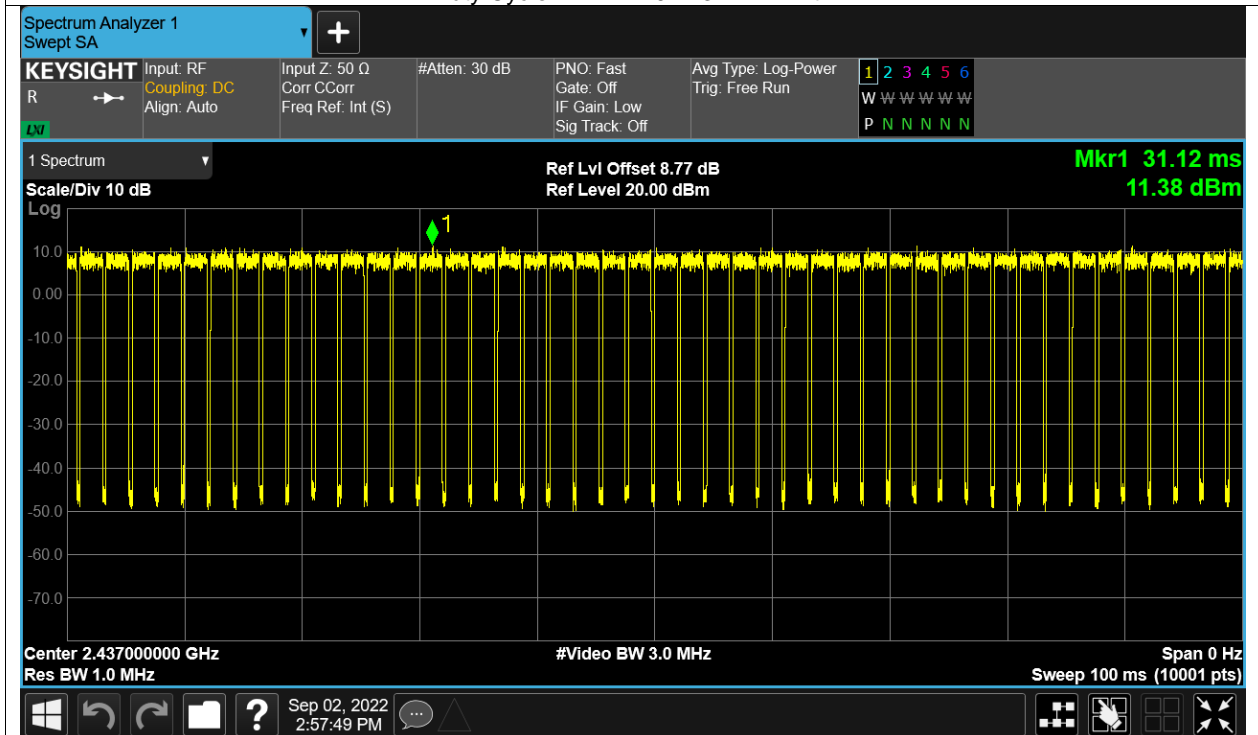 Spectrum Analyzer 1
Swept SA
+
KEYSIGHT
R
LXI
Input: RF
Coupling: DC
Align: Auto
Input Z: 50 Ω
Corr CCorr
Freq Ref: Int (S)
#Atten: 30 dB
PNO: Fast
Gate: Off
IF Gain: Low
Sig Track: Off
Avg Type: Log-Power
Trig: Free Run
1 2 3 4 5 6
W W W W W W
P N N N N N
1 Spectrum
Scale/Div 10 dB
Ref Lvl Offset 8.77 dB
Ref Level 20.00 dBm
Mkr1 31.12 ms
11.38 dBm
Log
1
10.0
0.00
-10.0
-20.0
-30.0
-40.0
-50.0
-60.0
-70.0
Center 2.437000000 GHz
Res BW 1.0 MHz
#Video BW 3.0 MHz
Span 0 Hz
Sweep 100 ms (10001 pts)
?
Sep 02, 2022
2:57:49 PM